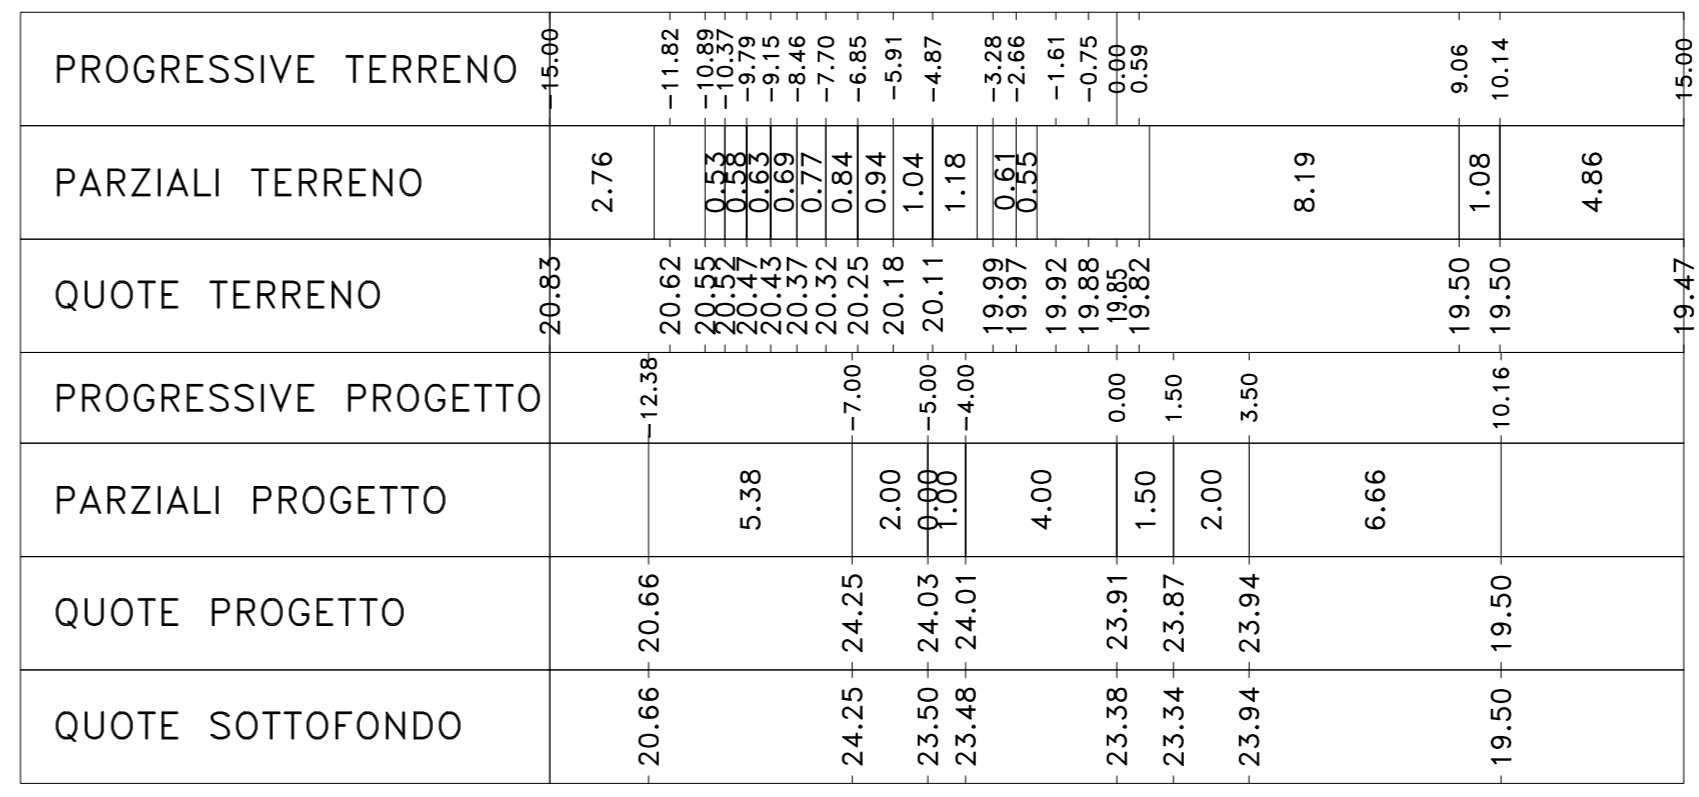 PROGRESSIVE TERRENO -15.00 -11.82 -10.89 -10.37 -9.79 -9.15 -8.46 -7.70 -6.85 -5.91 -4.87 -3.28 -2.66 -1.61 -0.75 0.00 0.59 9.06 10.14 15.00
PARZIALI TERRENO 2.76 0.53 0.58 0.63 0.69 0.77 0.84 0.94 1.04 1.18 0.61 0.55 8.19 1.08 4.86
QUOTE TERRENO 20.83 20.62 20.55 20.52 20.47 20.43 20.37 20.32 20.25 20.18 20.11 19.99 19.97 19.92 19.88 19.85 19.82 19.50 19.50 19.47
PROGRESSIVE PROGETTO -12.38 -7.00 -5.00 -4.00 0.00 1.50 3.50 10.16
PARZIALI PROGETTO 5.38 2.00 0.00 1.00 4.00 1.50 2.00 6.66
QUOTE PROGETTO 20.66 24.25 24.03 24.01 23.91 23.87 23.94 19.50
QUOTE SOTTOFONDO 20.66 24.25 23.50 23.48 23.38 23.34 23.94 19.50